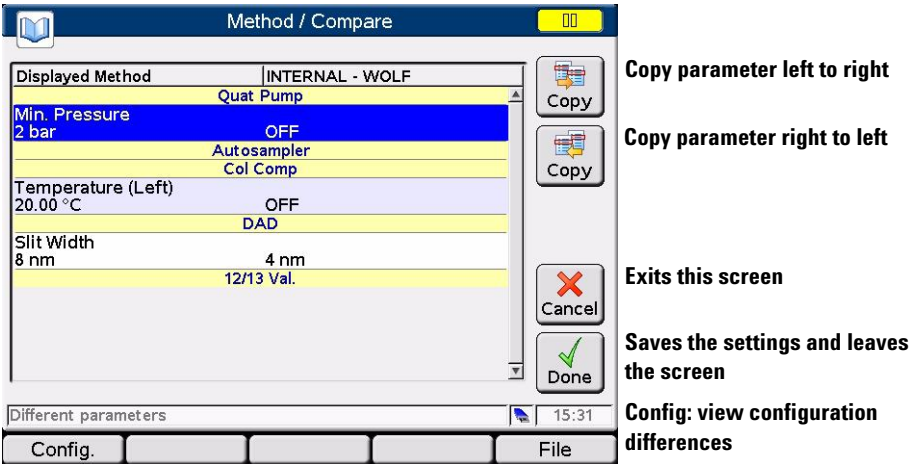 Method / Compare
Displayed Method INTERNAL - WOLF
Quat Pump
Min. Pressure
2 bar OFF
Autosampler
Col Comp
Temperature (Left)
20.00 °C OFF
DAD
Slit Width
8 nm 4 nm
12/13 Val.
Different parameters 15:31
Config. File
Copy
Copy
Cancel
Done
Copy parameter left to right
Copy parameter right to left
Exits this screen
Saves the settings and leaves
the screen
Config: view configuration
differences